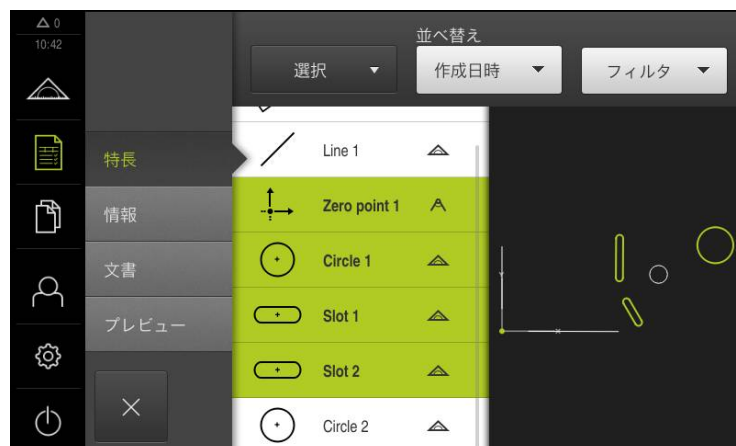 0
10:42
並べ替え
選択
作成日時
フィルタ
特長
情報
文書
プレビュー
Line 1
Zero point 1
Circle 1
Slot 1
Slot 2
Circle 2